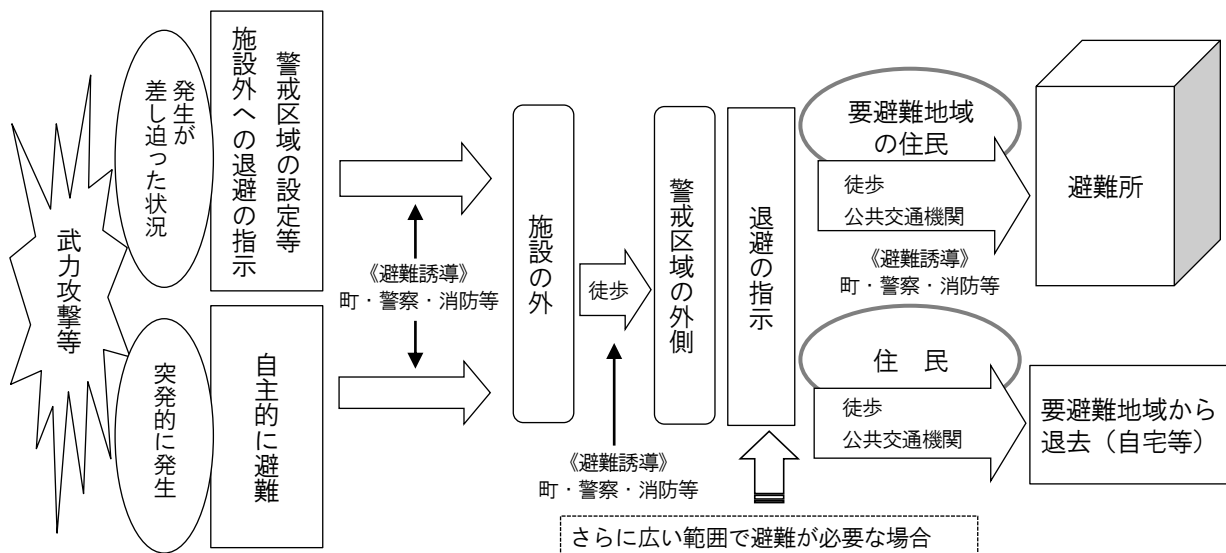 武力攻撃等
発生が
差し迫った状況
警戒区域の設定等
施設外への退避の指示
突発的に発生
自主的に避難
《避難誘導》
町・警察・消防等
施設の外
徒歩
《避難誘導》
町・警察・消防等
警戒区域の外側
退避の指示
さらに広い範囲で避難が必要な場合
要避難地域
の住民
徒歩
公共交通機関
《避難誘導》
町・警察・消防等
避難所
住　民
徒歩
公共交通機関
要避難地域から
退去（自宅等）